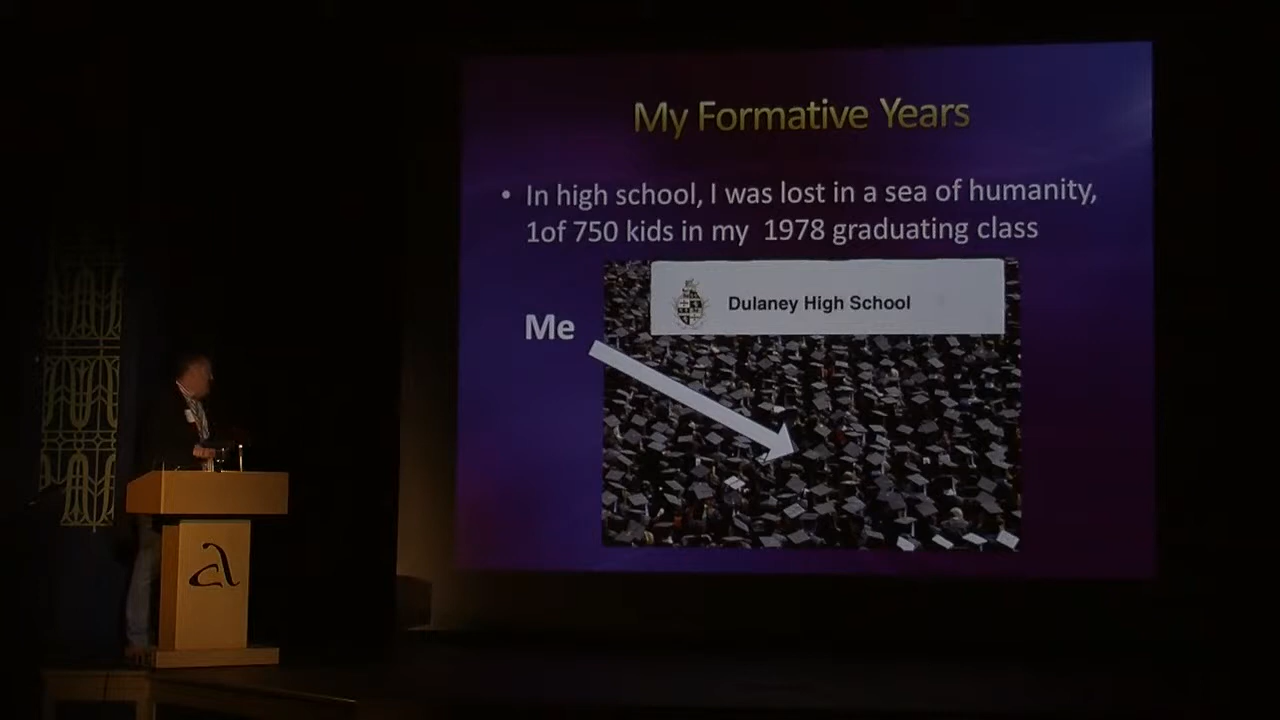 My Formative Years
• In high school, I was lost in a sea of humanity,
1of 750 kids in my 1978 graduating class
Dulaney High School
Me
a